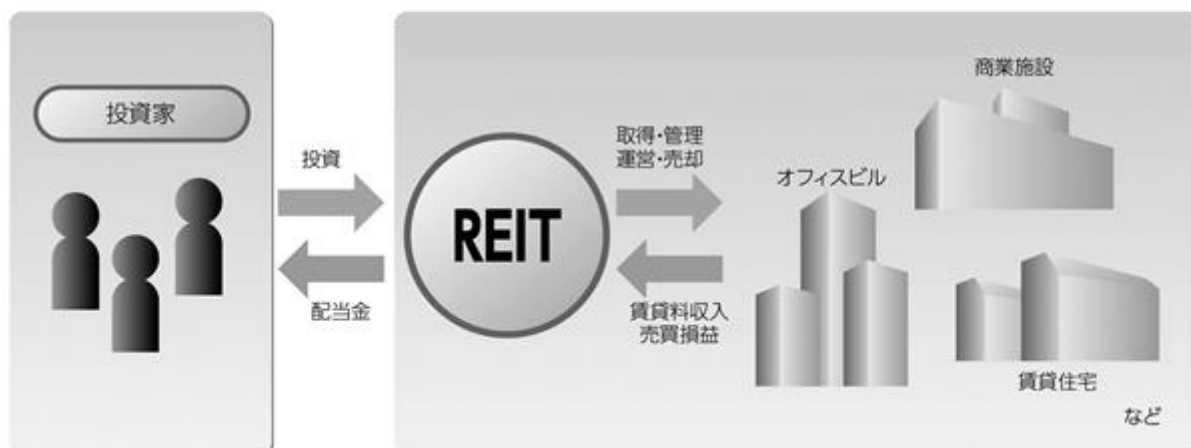 投資家
投資
配当金
REIT
取得・管理
運営・売却
賃貸料収入
売買損益
オフィスビル
商業施設
賃貸住宅
など